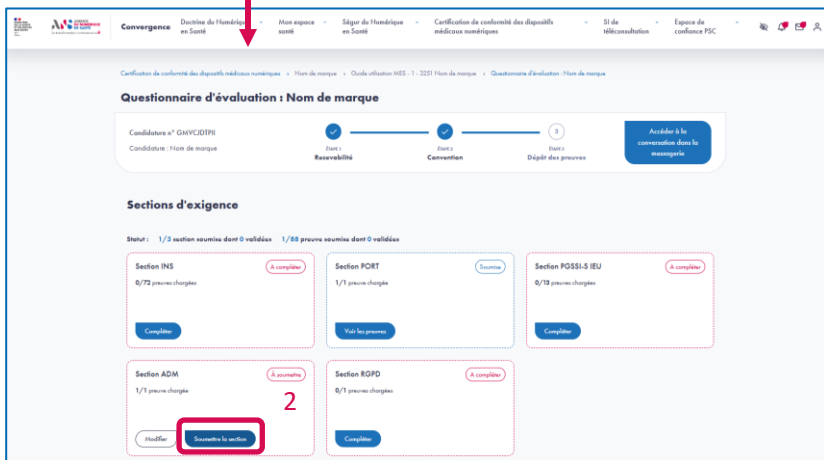 Convergence
Doctrine du Numérique en Santé
Mon espace santé
Ségur du Numérique en Santé
Certification de conformité des dispositifs médicaux numériques
SI de téléconsultation
Espace de confiance PSC
Certification de conformité des dispositifs médicaux numériques > Nom de marque > Guide utilisation MES - 1 - 3251 Nom de marque > Questionnaire d'évaluation : Nom de marque
Questionnaire d'évaluation : Nom de marque
Candidature n° GMVCJDTPII
Candidature : Nom de marque
ÉTAPE 1
Recevabilité
ÉTAPE 2
Convention
3
ÉTAPE 3
Dépôt des preuves
Accéder à la
conversation dans la
messagerie
Sections d'exigence
Statut : 1/5 section soumise dont 0 validées 1/88 preuve soumise dont 0 validées
Section INS
A compléter
0/72 preuves chargées
Compléter
Section PORT
Soumise
1/1 preuve chargée
Voir les preuves
Section PGSSI-S IEU
A compléter
0/13 preuves chargées
Compléter
Section ADM
À soumettre
1/1 preuve chargée
2
Modifier
Soumettre la section
Section RGPD
A compléter
0/1 preuves chargées
Compléter